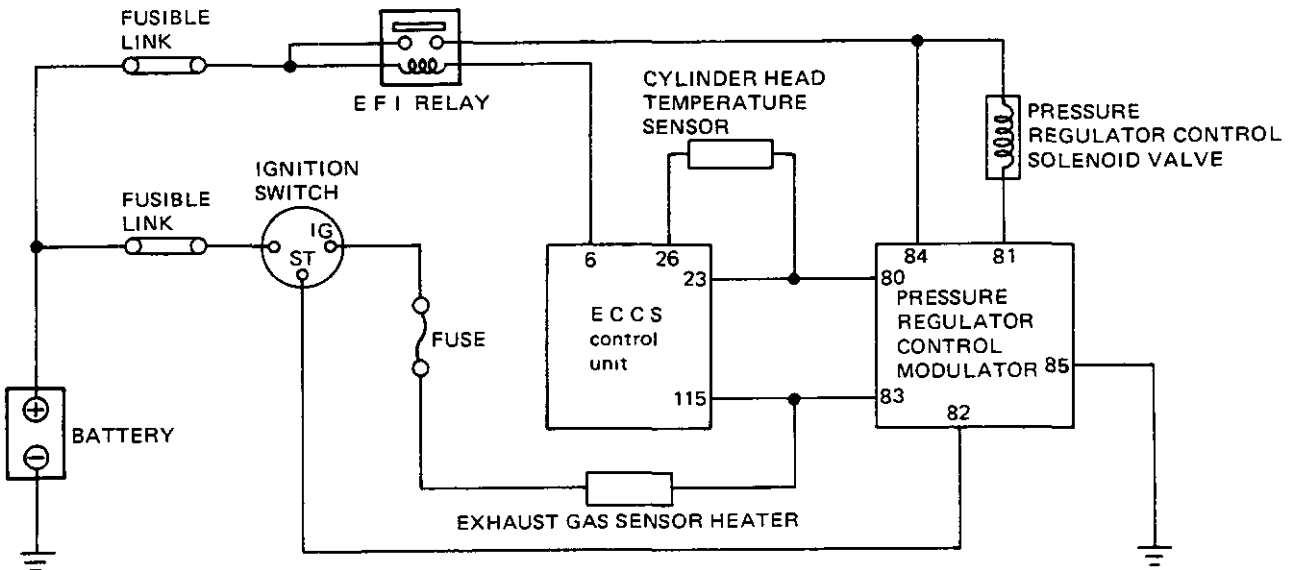 FUSIBLE
LINK
E F I RELAY
CYLINDER HEAD
TEMPERATURE
SENSOR
PRESSURE
REGULATOR CONTROL
SOLENOID VALVE
FUSIBLE
LINK
IGNITION
SWITCH
IG
ST
FUSE
6
26
23
E C C S
control
unit
115
84
81
80
PRESSURE
REGULATOR
CONTROL
MODULATOR
85
83
82
+
−
BATTERY
EXHAUST GAS SENSOR HEATER